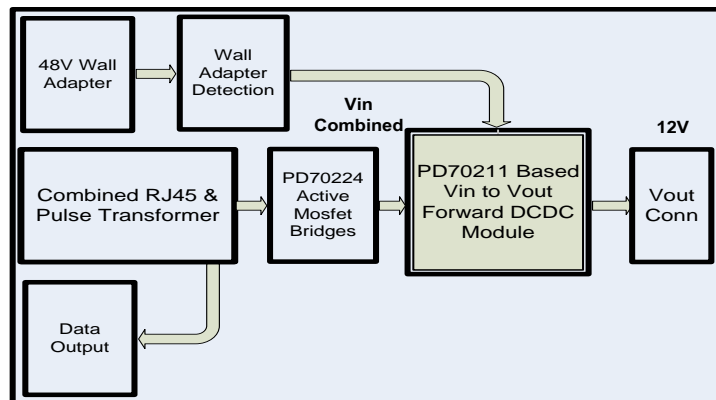 48V Wall
Adapter
Wall
Adapter
Detection
Vin
Combined
12V
Combined RJ45 &
Pulse Transformer
PD70224
Active
Mosfet
Bridges
PD70211 Based
Vin to Vout
Forward DCDC
Module
Vout
Conn
Data
Output